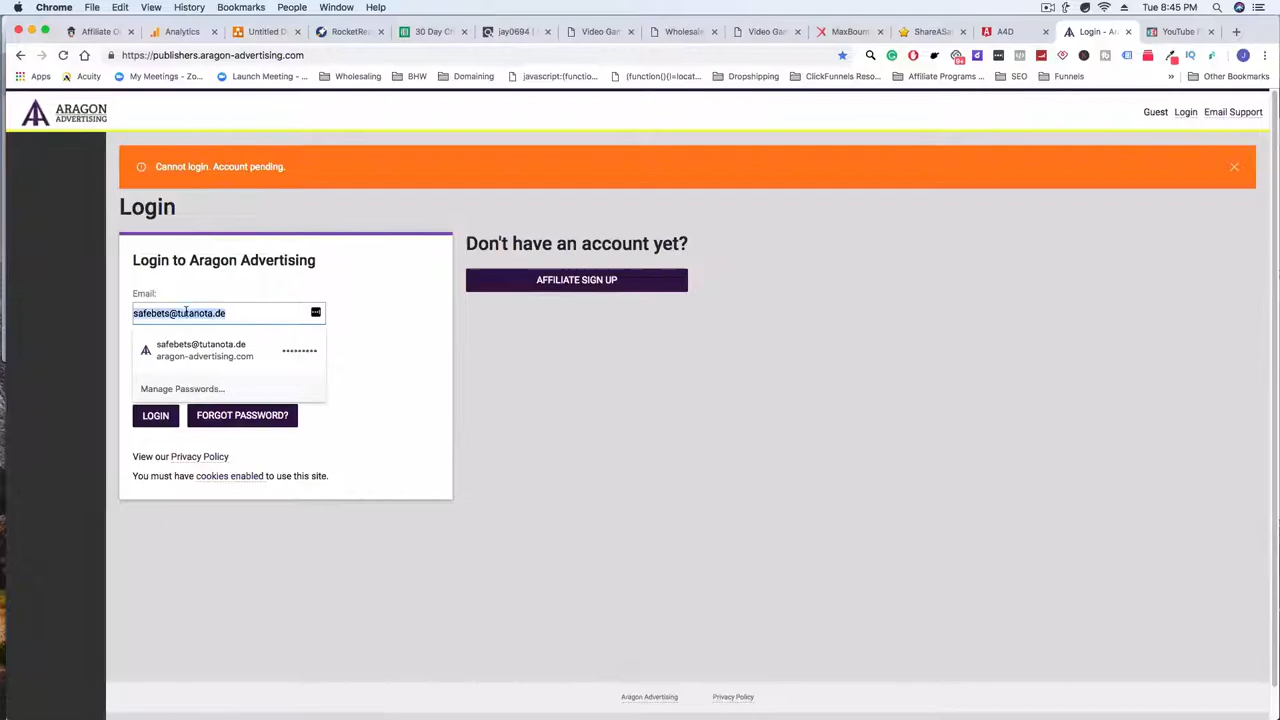 Chrome File Edit View History Bookmarks People Window Help Tue 8:45 PM
Affiliate O Analytics Untitled D RocketRea 30 Day Ch jay0694 | Video Gam Wholesale Video Gam MaxBoun ShareASa A4D Login - Ar YouTube
https://publishers.aragon-advertising.com
Apps Acuity My Meetings - Zo... Launch Meeting - ... Wholesaling BHW Domaining javascript:(functio... (function(){l=locat... Dropshipping ClickFunnels Reso... Affiliate Programs ... SEO Funnels » Other Bookmarks
ARAGON
ADVERTISING
Guest Login Email Support
Cannot login. Account pending.
Login
Login to Aragon Advertising
Email:
safebets@tutanota.de
safebets@tutanota.de
aragon-advertising.com
Manage Passwords...
LOGIN FORGOT PASSWORD?
View our Privacy Policy
You must have cookies enabled to use this site.
Don't have an account yet?
AFFILIATE SIGN UP
Aragon Advertising Privacy Policy